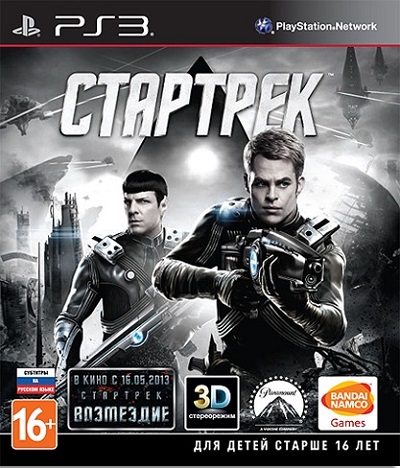 PS3
PlayStation®Network
СТАРТРЕК™
СУБТИТРЫ
НА
РУССКОМ ЯЗЫКЕ
16+
В КИНО С 16.05.2013
СТАРТРЕК
ВОЗМЕЗДИЕ
3D
стереорежим
Paramount
BANDAI
NAMCO
Games
ДЛЯ ДЕТЕЙ СТАРШЕ 16 ЛЕТ